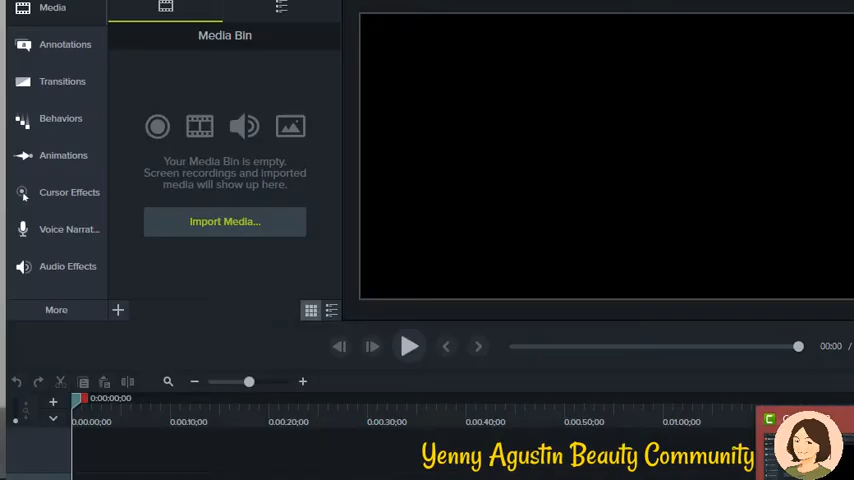 Media
Media Bin
Annotations
Transitions
Behaviors
Animations
Cursor Effects
Voice Narrat...
Audio Effects
More
Your Media Bin is empty.
Screen recordings and imported
media will show up here.
Import Media...
00:00 /
0:00:00;00
0:00:00;00
0:00:10;00
0:00:20;00
0:00:30;00
0:00:40;00
0:00:50;00
0:01:00;00
Yenny Agustin Beauty Community